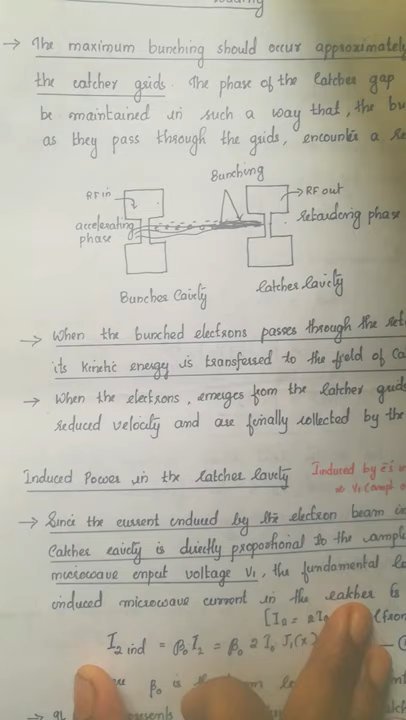 → The maximum bunching should occur approximately
the catcher grids. The phase of the catcher gap
be maintained in such a way that, the bu
as they pass through the grids, encounter a re
Bunching
RF in
RF out
accelerating
phase
retarding phase
Buncher Cavity
Catcher Cavity
→ When the bunched electrons passes through the ret
its kinetic energy is transferred to the field of Ca
→ When the electrons, emerges from the catcher grids
reduced velocity and are finally collected by the
Induced Power in the Catcher Cavity
Induced by e⁻s
→ Since the current induced by the electron beam in
Catcher cavity is directly proportional to the ampl
microwave input voltage V₁, the fundamental
induced microwave current in the catcher is
I₂ ind = β₀ I₂ = β₀ 2 I₀ J₁(x)
β₀ is